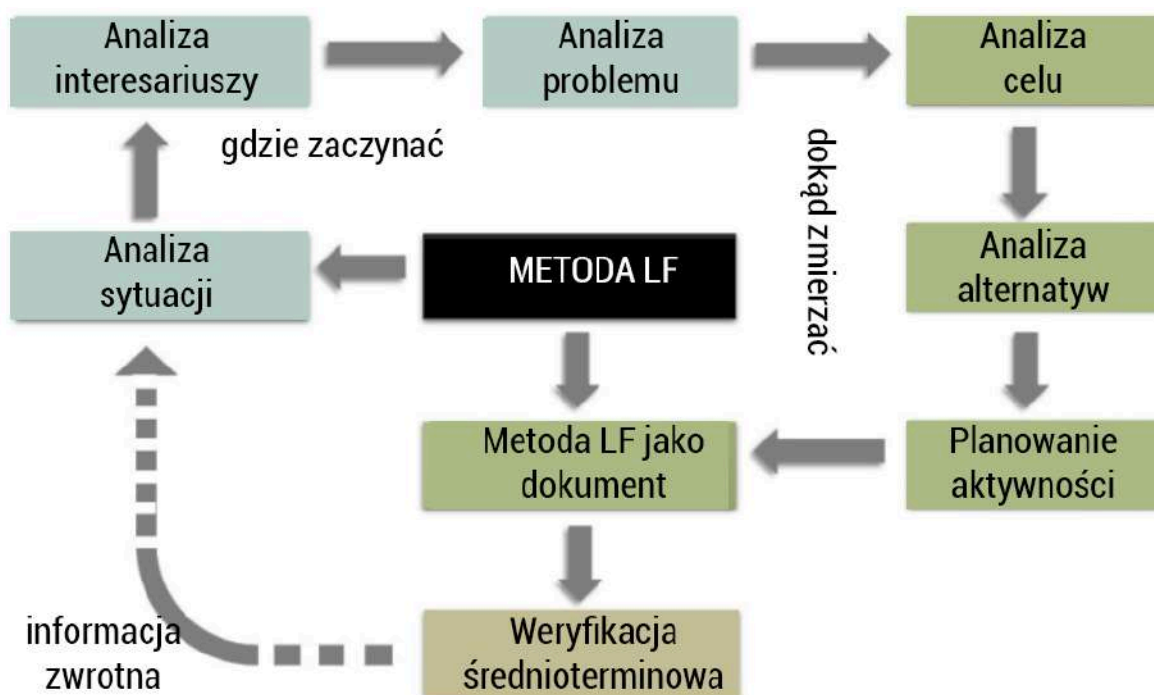 Analiza
interesariuszy
Analiza
problemu
Analiza
celu
gdzie zaczynać
dokąd zmierzać
Analiza
sytuacji
METODA LF
Analiza
alternatyw
Metoda LF jako
dokument
Planowanie
aktywności
informacja
zwrotna
Weryfikacja
średnioterminowa